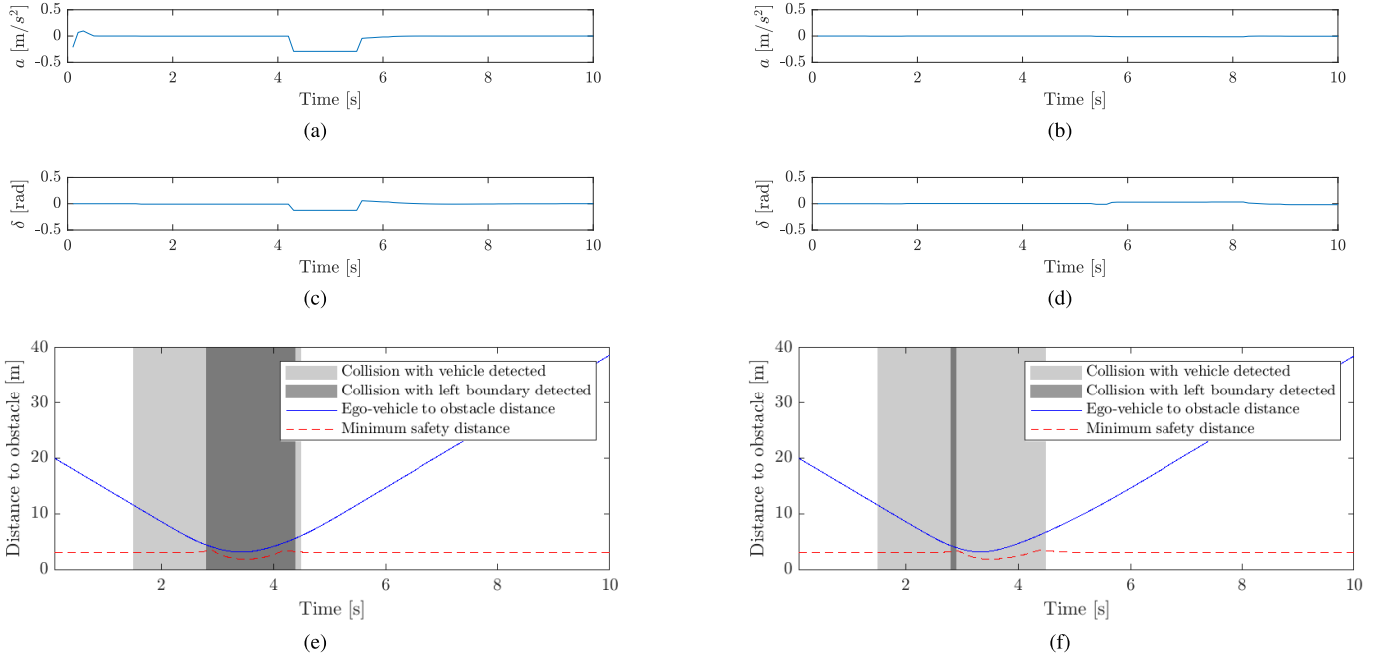 a [m/s²]
0.5
0
-0.5
0 2 4 6 8 10
Time [s]
(a)
a [m/s²]
0.5
0
-0.5
0 2 4 6 8 10
Time [s]
(b)
δ [rad]
0.5
0
-0.5
0 2 4 6 8 10
Time [s]
(c)
δ [rad]
0.5
0
-0.5
0 2 4 6 8 10
Time [s]
(d)
Distance to obstacle [m]
40
30
20
10
0
Collision with vehicle detected
Collision with left boundary detected
Ego-vehicle to obstacle distance
Minimum safety distance
2 4 6 8 10
Time [s]
(e)
Distance to obstacle [m]
40
30
20
10
0
Collision with vehicle detected
Collision with left boundary detected
Ego-vehicle to obstacle distance
Minimum safety distance
2 4 6 8 10
Time [s]
(f)